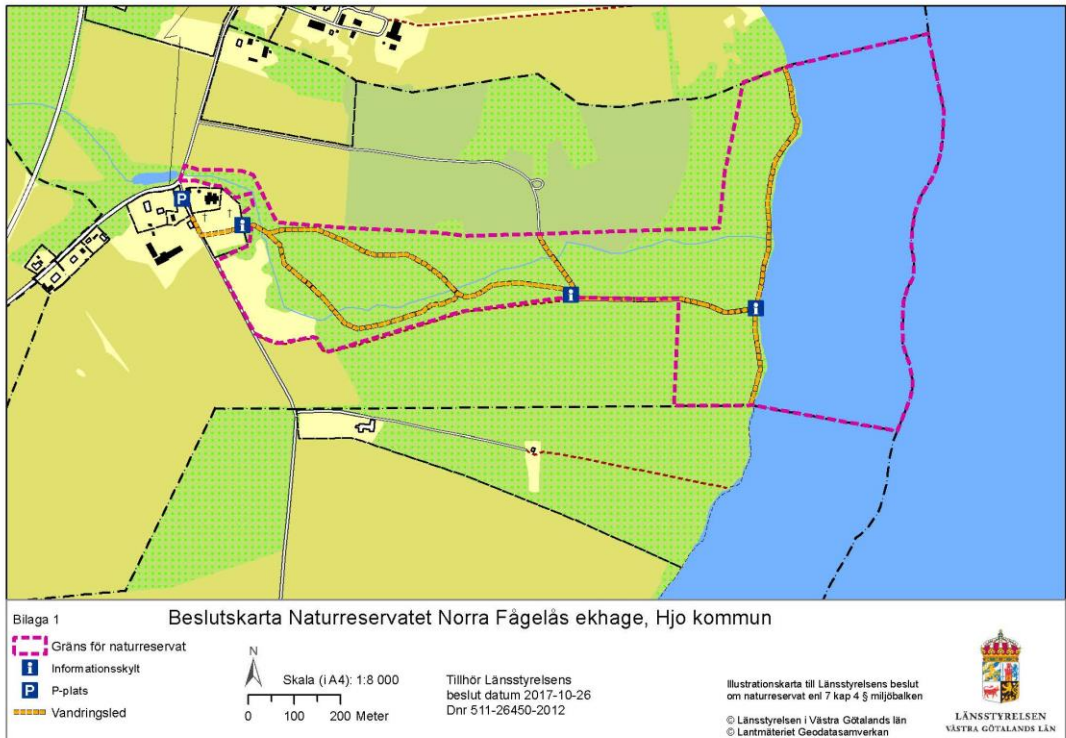 P
i
i
i
Bilaga 1
Beslutskarta Naturreservatet Norra Fågelås ekhage, Hjo kommun
Gräns för naturreservat
i Informationsskylt
P P-plats
Vandringsled
N
Skala (i A4): 1:8 000
0 100 200 Meter
Tillhör Länsstyrelsens
beslut datum 2017-10-26
Dnr 511-26450-2012
Illustrationskarta till Länsstyrelsens beslut
om naturreservat enl 7 kap 4 § miljöbalken
© Länsstyrelsen i Västra Götalands län
© Lantmäteriet Geodatasamverkan
LÄNSSTYRELSEN
VÄSTRA GÖTALANDS LÄN